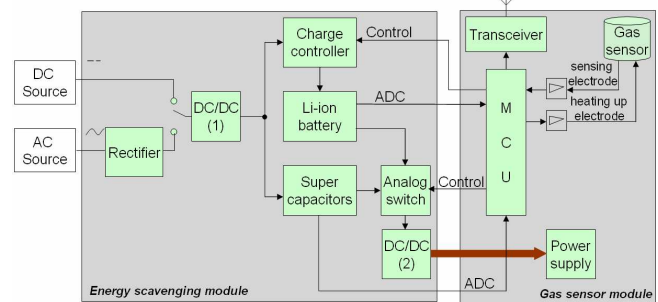 Charge
controller
Control
Transceiver
Gas
sensor
sensing
electrode
heating up
electrode
DC
Source
--
DC/DC
(1)
Li-ion
battery
ADC
M
C
U
AC
Source
Rectifier
Super
capacitors
Analog
switch
Control
DC/DC
(2)
Power
supply
ADC
Energy scavenging module
Gas sensor module